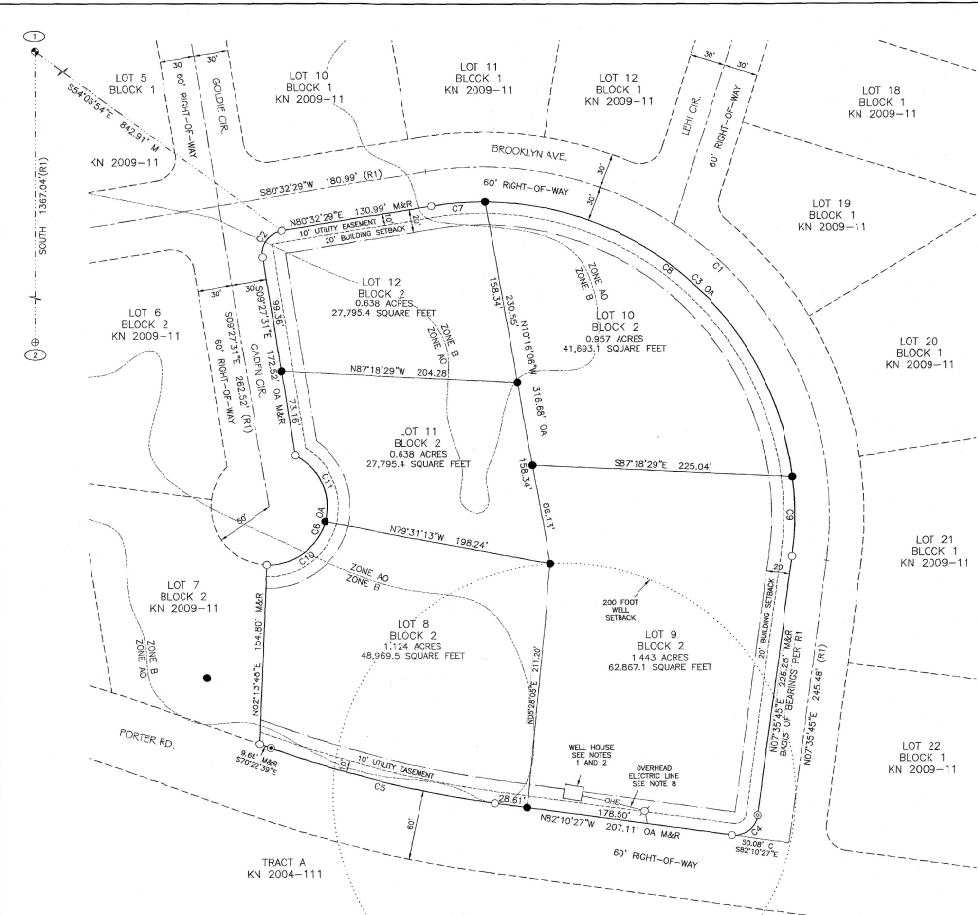 1
S54°05'54"E 842.91' M
SOUTH 1367.04'(R1)
2
LOT 5
BLOCK 1
KN 2009-11
30'
30'
GOLDIE CIR.
60' RIGHT-OF-WAY
LOT 10
BLOCK 1
KN 2009-11
LOT 11
BLOCK 1
KN 2009-11
LOT 12
BLOCK 1
KN 2009-11
30'
30'
LEHI CIR.
60' RIGHT-OF-WAY
LOT 18
BLOCK 1
KN 2009-11
BROOKLYN AVE.
60' RIGHT-OF-WAY
30'
30'
S80°32'29"W 180.99' (R1)
N80°32'29"E 130.99' M&R
10' UTILITY EASEMENT
20' BUILDING SETBACK
10'
20'
C7
C2
C8
C3 OA
C1
LOT 19
BLOCK 1
KN 2009-11
LOT 6
BLOCK 2
KN 2009-11
30'
30'
S09°27'31"E 262.52' (R1)
60' RIGHT-OF-WAY
CADEN CIR.
S09°27'31"E 172.52' OA M&R
99.36'
73.16'
LOT 12
BLOCK 2
0.638 ACRES
27,795.4 SQUARE FEET
ZONE B
ZONE AO
158.34'
230.55'
N10°16'06"W
316.68' OA
158.34'
ZONE AO
ZONE B
LOT 10
BLOCK 2
0.957 ACRES
41,693.1 SQUARE FEET
LOT 20
BLOCK 1
KN 2009-11
N87°18'29"W 204.28'
LOT 11
BLOCK 2
0.638 ACRES
27,795.4 SQUARE FEET
S87°18'29"E 225.04'
C11
C6 OA
C10
50'
N79°31'13"W 198.24'
C9
LOT 21
BLOCK 1
KN 2009-11
ZONE AO
ZONE B
LOT 7
BLOCK 2
KN 2009-11
ZONE B
ZONE AO
N02°13'48"E 154.80' M&R
LOT 8
BLOCK 2
1.124 ACRES
48,969.5 SQUARE FEET
200 FOOT
WELL
SETBACK
LOT 9
BLOCK 2
1.443 ACRES
62,867.1 SQUARE FEET
20'
20' BUILDING SETBACK
N07°35'45"E 226.26' M&R
BASIS OF BEARINGS PER R1
N07°35'45"E 245.48' (R1)
211.20'
PORTER RD.
S70°22'39"E
10' UTILITY EASEMENT
10'
C5
60'
28.61'
WELL HOUSE
SEE NOTES
1 AND 2
OVERHEAD
ELECTRIC LINE
SEE NOTE 8
OHE
178.50'
N82°10'27"W 207.11' OA M&R
C4
50.08' C
S82°10'27"E
60' RIGHT-OF-WAY
LOT 22
BLOCK 1
KN 2009-11
TRACT A
KN 2004-111